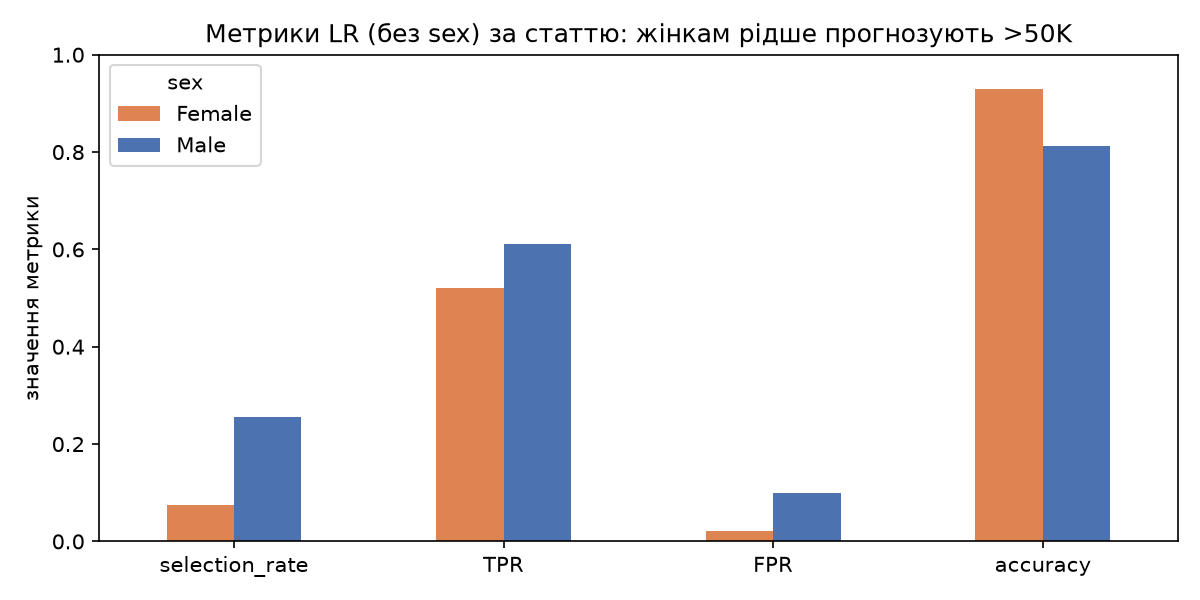 Метрики LR (без sex) за статтю: жінкам рідше прогнозують >50K
sex
Female
Male
значення метрики
1.0
0.8
0.6
0.4
0.2
0.0
selection_rate
TPR
FPR
accuracy